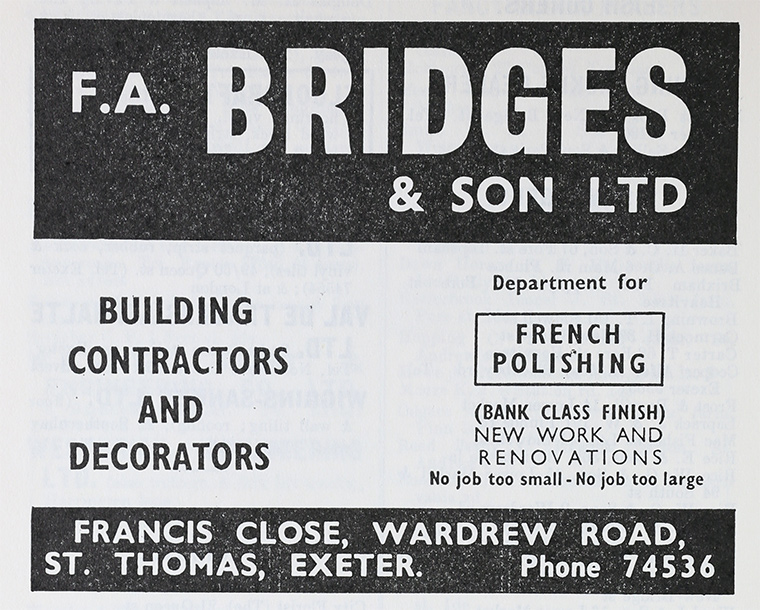 F.A. BRIDGES
& SON LTD
BUILDING
CONTRACTORS
AND
DECORATORS
Department for
FRENCH
POLISHING
(BANK CLASS FINISH)
NEW WORK AND
RENOVATIONS
No job too small - No job too large
FRANCIS CLOSE, WARDREW ROAD,
ST. THOMAS, EXETER. Phone 74536